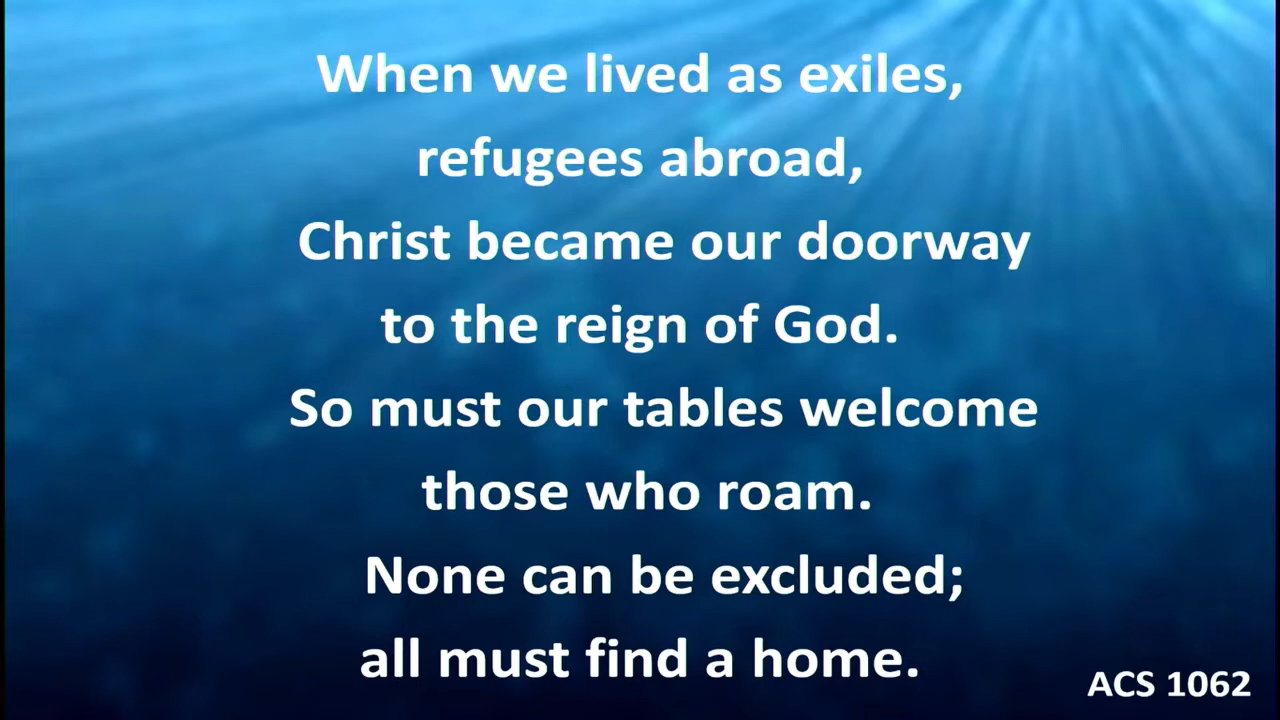 When we lived as exiles,
refugees abroad,
Christ became our doorway
to the reign of God.
So must our tables welcome
those who roam.
None can be excluded;
all must find a home.
ACS 1062